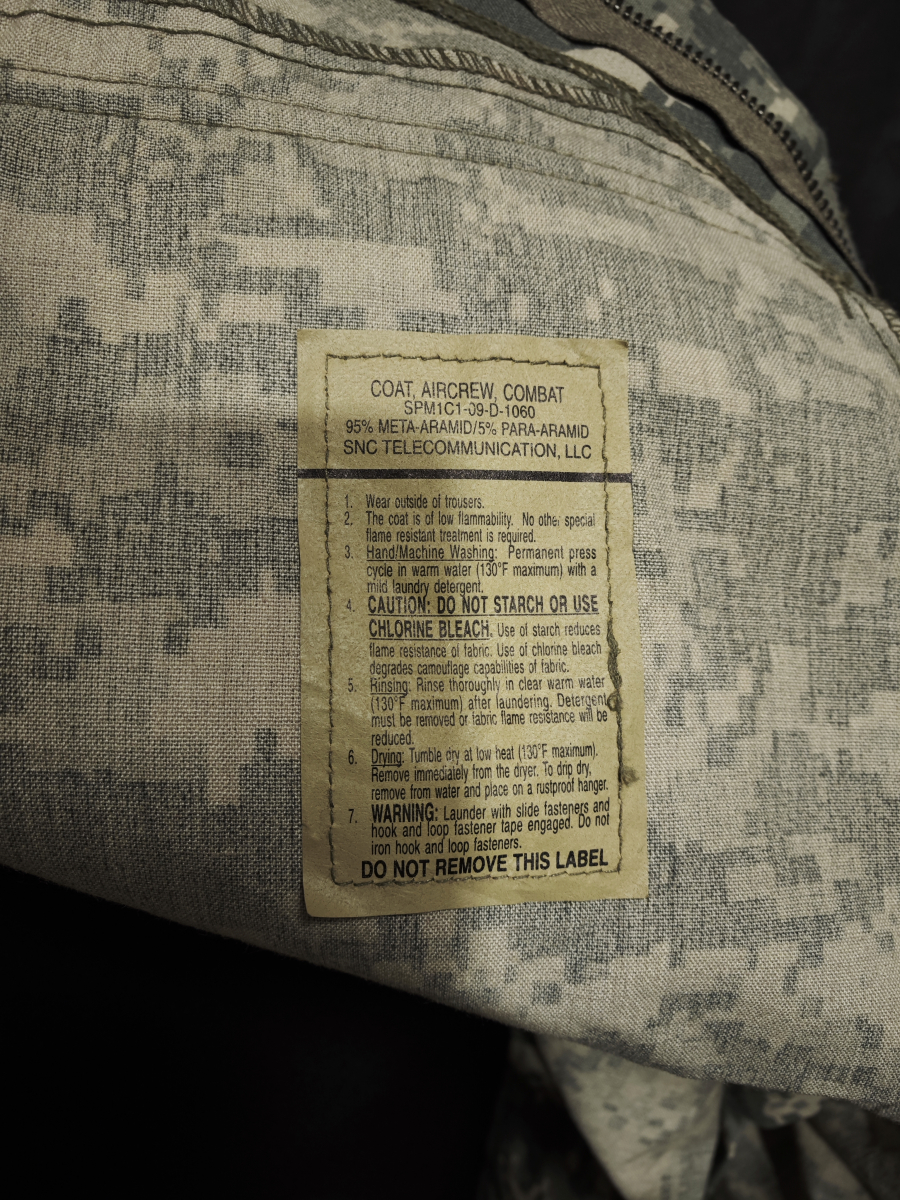 COAT, AIRCREW, COMBAT
SPM1C1-09-D-1060
95% META-ARAMID/5% PARA-ARAMID
SNC TELECOMMUNICATION, LLC
1. Wear outside of trousers.
2. The coat is of low flammability. No other special
flame resistant treatment is required.
3. Hand/Machine Washing: Permanent press
cycle in warm water (130°F maximum) with a
mild laundry detergent.
4. CAUTION: DO NOT STARCH OR USE
CHLORINE BLEACH. Use of starch reduces
flame resistance of fabric. Use of chlorine bleach
degrades camouflage capabilities of fabric.
5. Rinsing: Rinse thoroughly in clear warm water
(130°F maximum) after laundering. Detergent
must be removed or fabric flame resistance will be
reduced.
6. Drying: Tumble dry at low heat (130°F maximum).
Remove immediately from the dryer. To drip dry,
remove from water and place on a rustproof hanger.
7. WARNING: Launder with slide fasteners and
hook and loop fastener tape engaged. Do not
iron hook and loop fasteners.
DO NOT REMOVE THIS LABEL